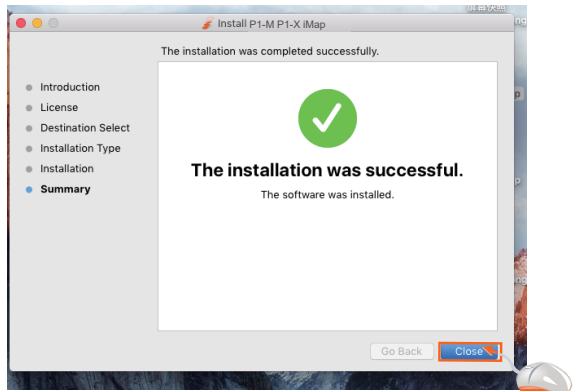 Install P1-M P1-X iMap
The installation was completed successfully.
Introduction
License
Destination Select
Installation Type
Installation
Summary
The installation was successful.
The software was installed.
Go Back
Close